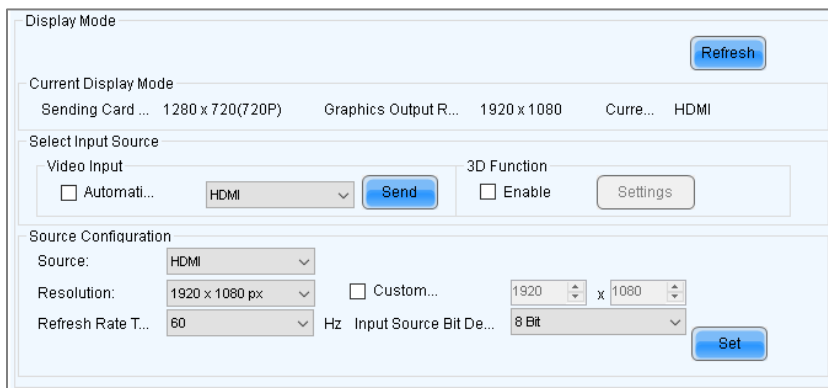 Display Mode
Refresh
Current Display Mode
Sending Card ... 1280 x 720(720P) Graphics Output R... 1920 x 1080 Curre... HDMI
Select Input Source
Video Input 3D Function
Automati... HDMI Send Enable Settings
Source Configuration
Source: HDMI
Resolution: 1920 x 1080 px Custom... 1920 x 1080
Refresh Rate T... 60 Hz Input Source Bit De... 8 Bit
Set